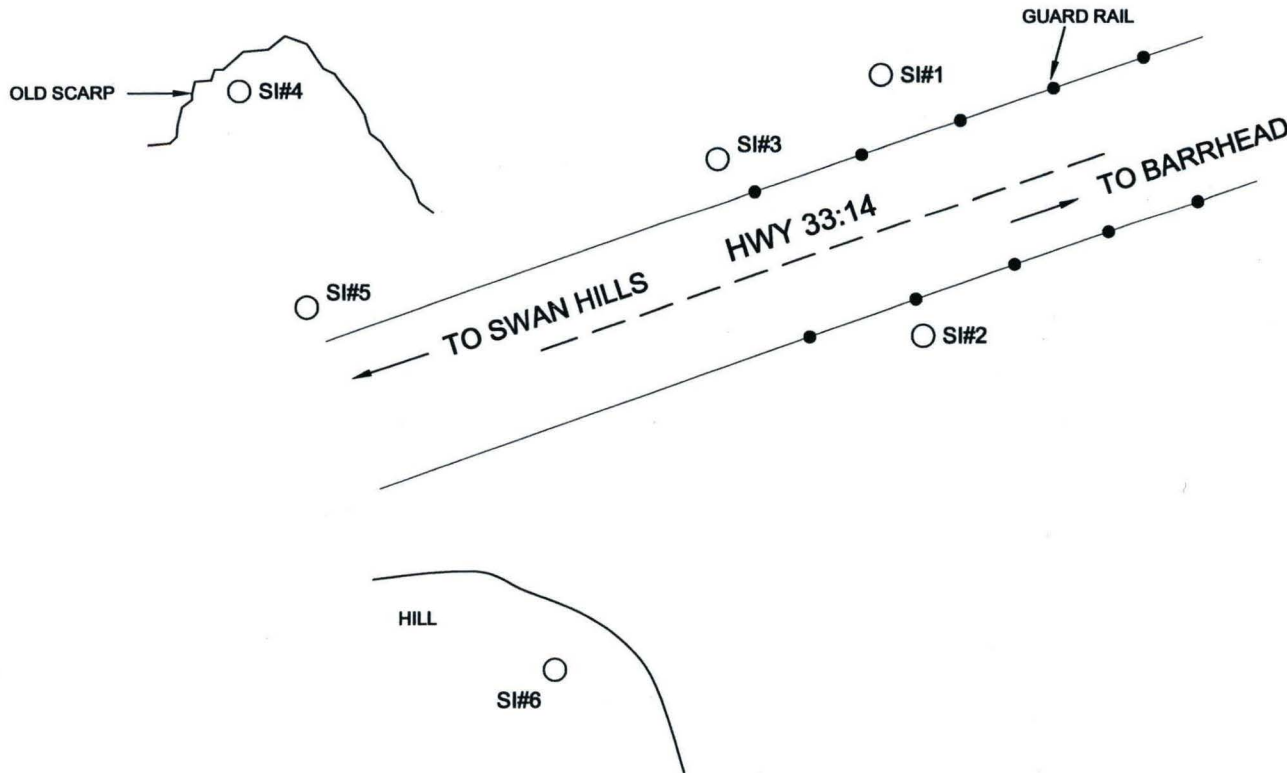 GUARD RAIL
OLD SCARP
SI#4
SI#1
SI#3
TO BARRHEAD
HWY 33:14
SI#5
TO SWAN HILLS
SI#2
HILL
SI#6